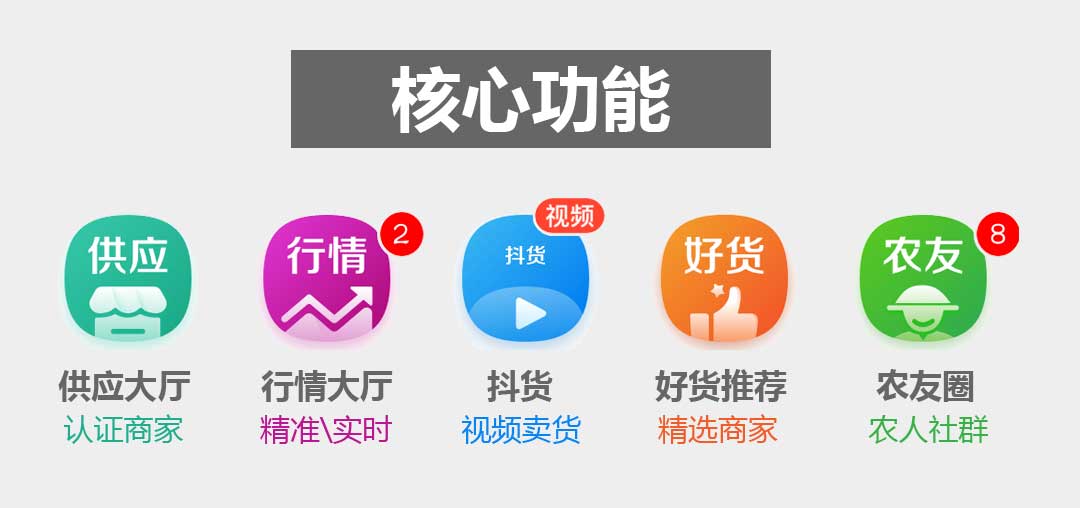 核心功能
供应
行情
2
视频
抖货
好货
农友
8
供应大厅
行情大厅
抖货
好货推荐
农友圈
认证商家
精准\实时
视频卖货
精选商家
农人社群